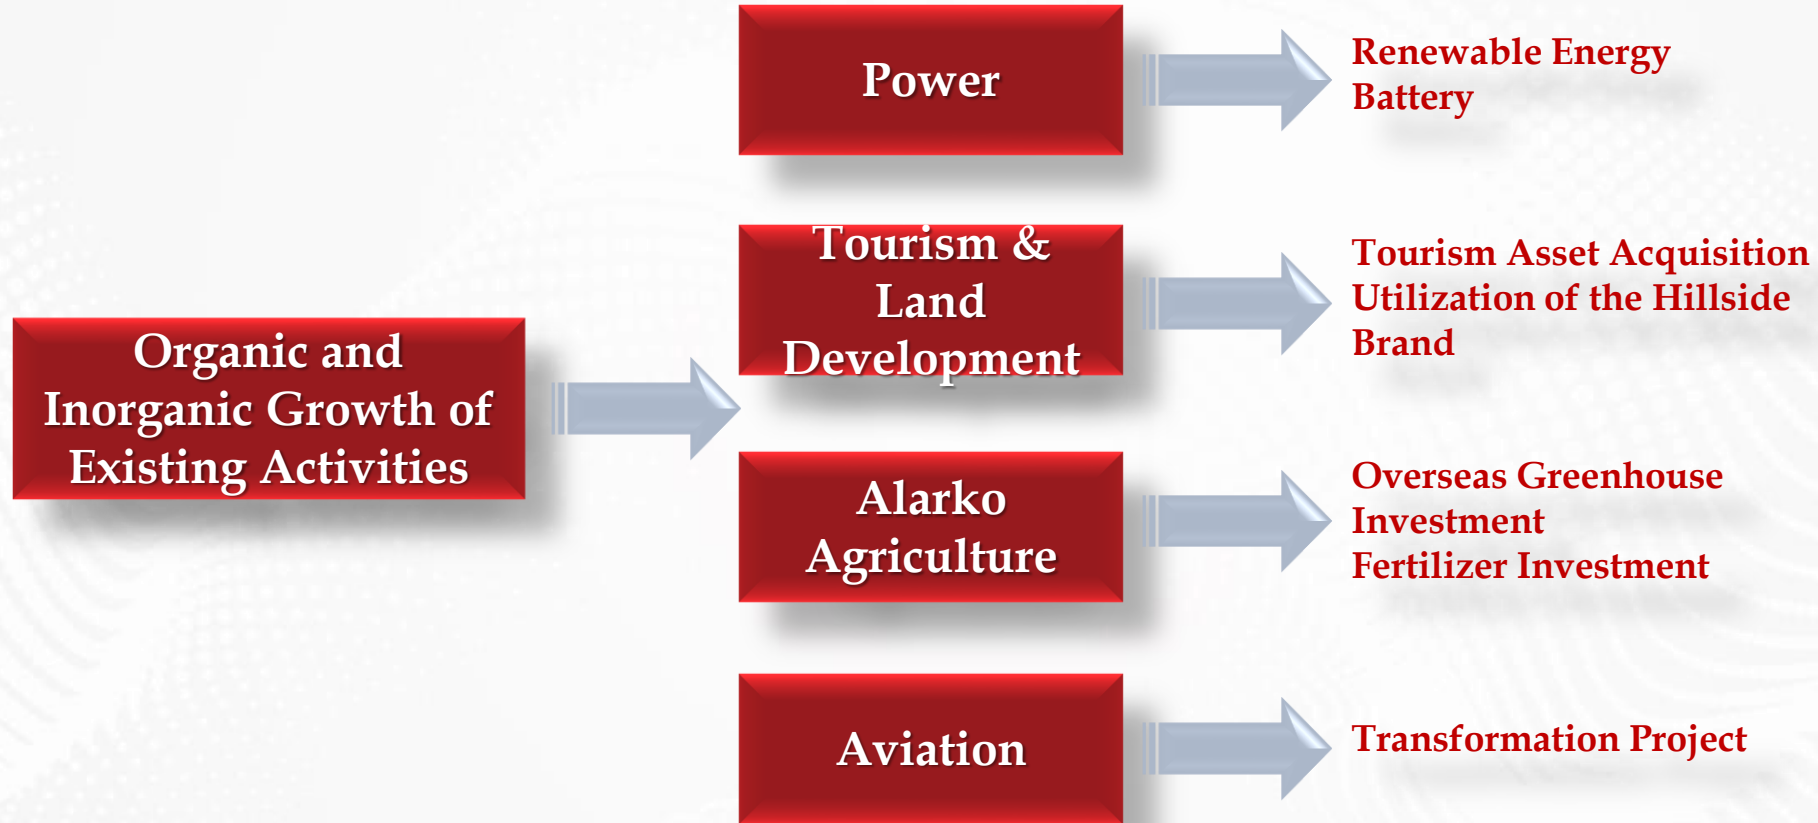 Power
Renewable Energy
Battery
Tourism &
Land
Development
Tourism Asset Acquisition
Utilization of the Hillside
Brand
Organic and
Inorganic Growth of
Existing Activities
Alarko
Agriculture
Overseas Greenhouse
Investment
Fertilizer Investment
Aviation
Transformation Project